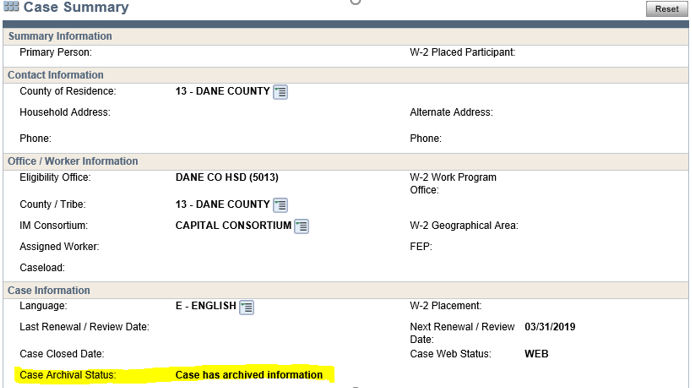 Case Summary Reset
Summary Information
Primary Person: W-2 Placed Participant:
Contact Information
County of Residence: 13 - DANE COUNTY
Household Address: Alternate Address:
Phone: Phone:
Office / Worker Information
Eligibility Office: DANE CO HSD (5013) W-2 Work Program
Office:
County / Tribe: 13 - DANE COUNTY
IM Consortium: CAPITAL CONSORTIUM W-2 Geographical Area:
Assigned Worker: FEP:
Caseload:
Case Information
Language: E - ENGLISH W-2 Placement:
Last Renewal / Review Date: Next Renewal / Review 03/31/2019
Date:
Case Closed Date: Case Web Status: WEB
Case Archival Status: Case has archived information